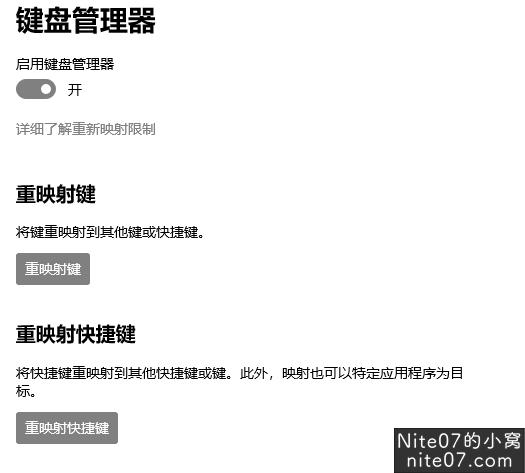 键盘管理器
启用键盘管理器
开
详细了解重新映射限制
重映射键
将键重映射到其他键或快捷键。
重映射键
重映射快捷键
将快捷键重映射到其他快捷键或键。此外，映射也可以特定应用程序为目
标。
重映射快捷键
Nite07的小窝
nite07.com